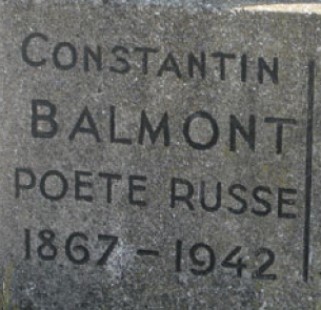 CONSTANTIN
BALMONT
POETE RUSSE
1867 - 1942